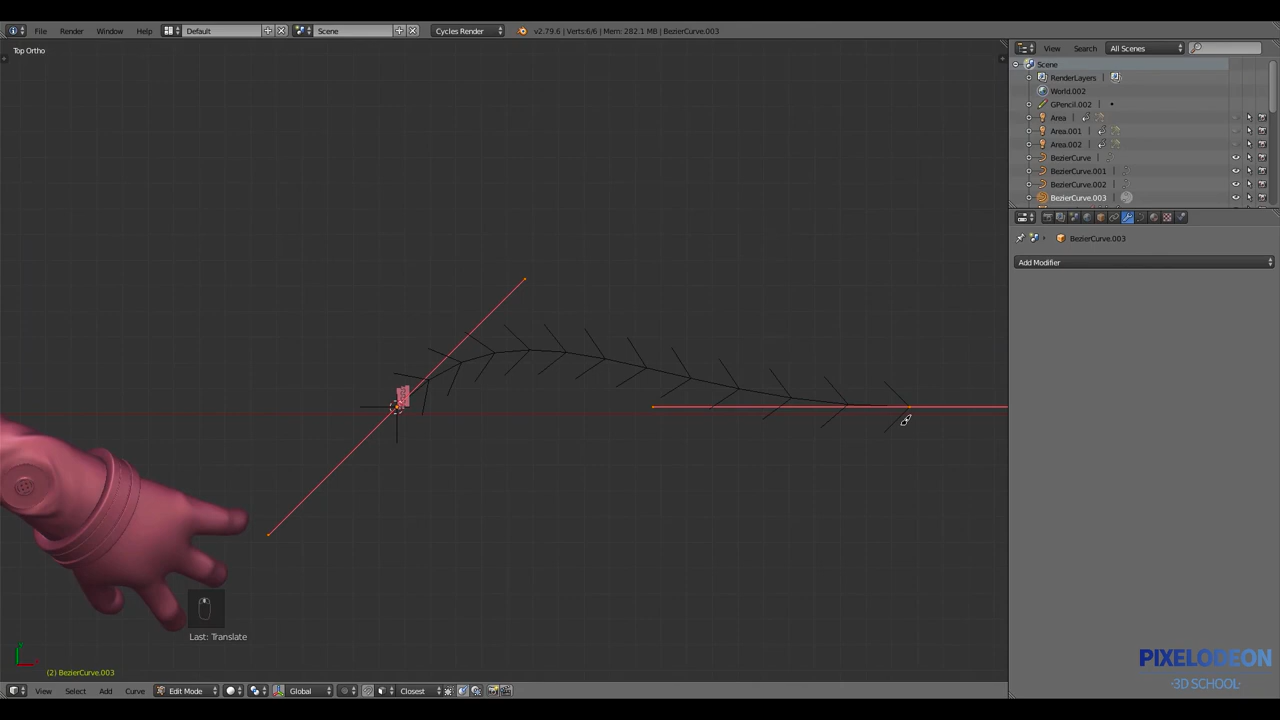 File Render Window Help Default Scene Cycles Render v2.79.6 | Verts:6/6 | Mem: 282.1 MB | BezierCurve.003
Top Ortho
View Search All Scenes
Scene
RenderLayers
World.002
GPencil.002
Area
Area.001
Area.002
BezierCurve
BezierCurve.001
BezierCurve.002
BezierCurve.003
BezierCurve.003
Add Modifier
Last: Translate
(2) BezierCurve.003
View Select Add Curve Edit Mode Global Closest
PIXELODEON
·3D SCHOOL·